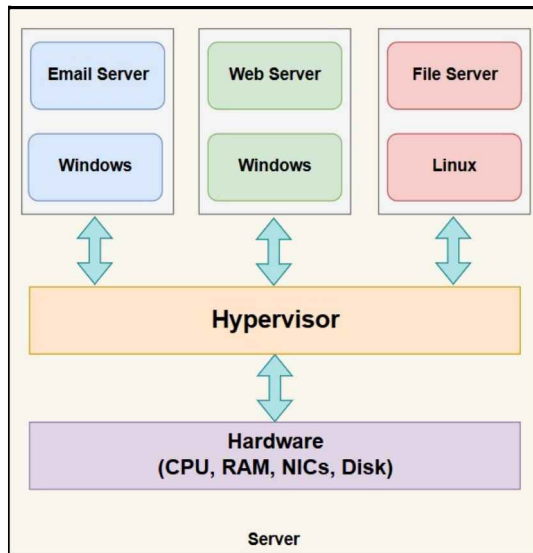 Email Server
Web Server
File Server
Windows
Windows
Linux
Hypervisor
Hardware
(CPU, RAM, NICs, Disk)
Server